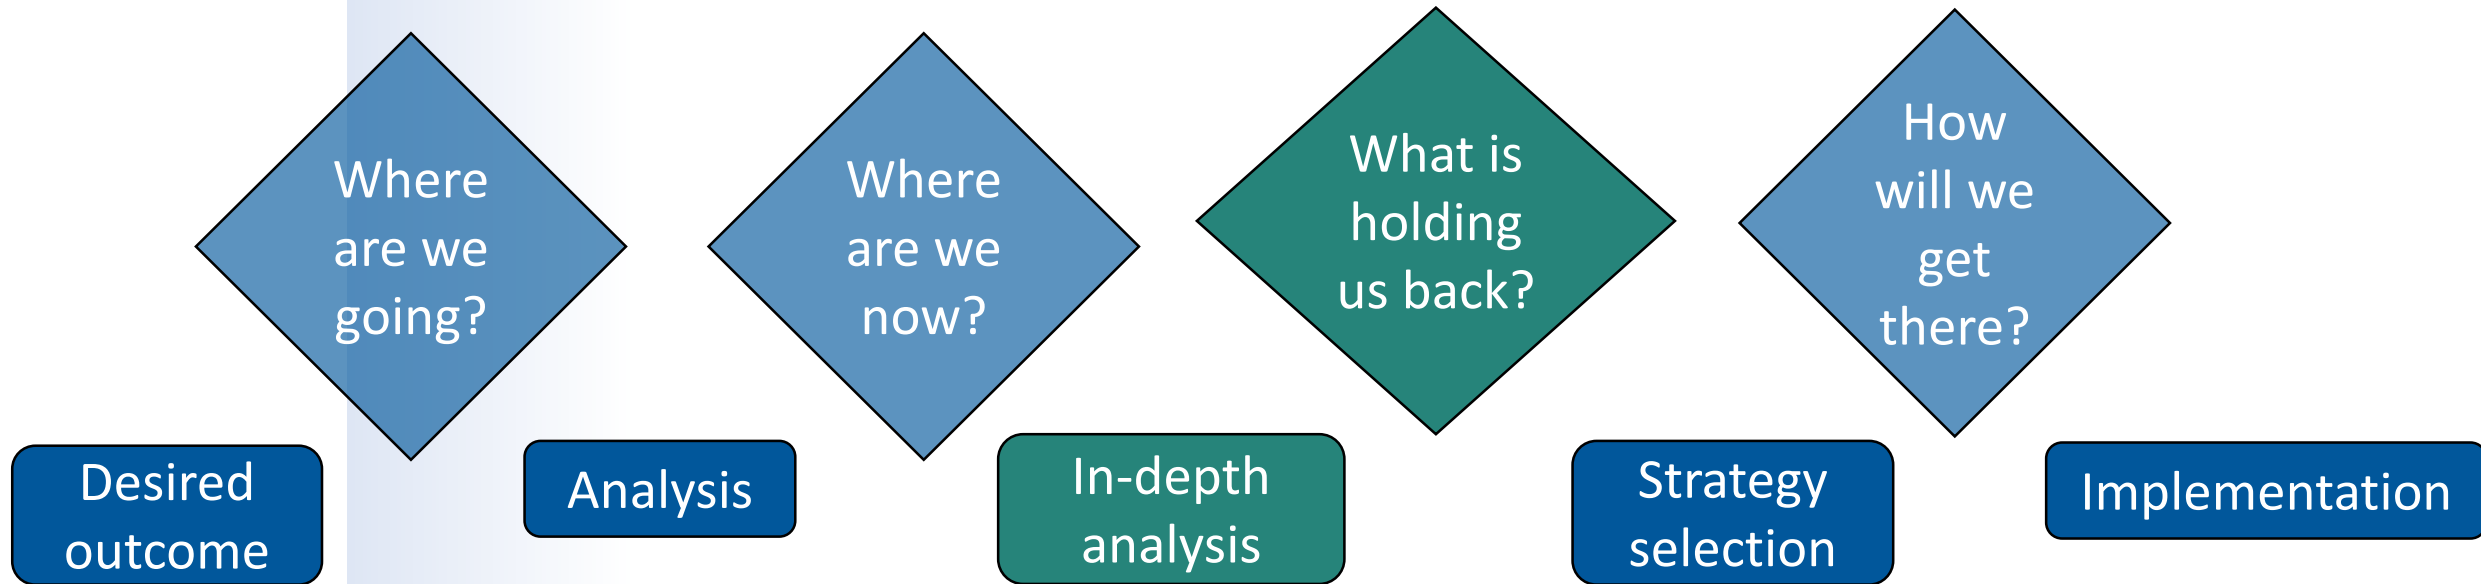 Where
are we
going?
Where
are we
now?
What is
holding
us back?
How
will we
get
there?
Desired
outcome
Analysis
In-depth
analysis
Strategy
selection
Implementation